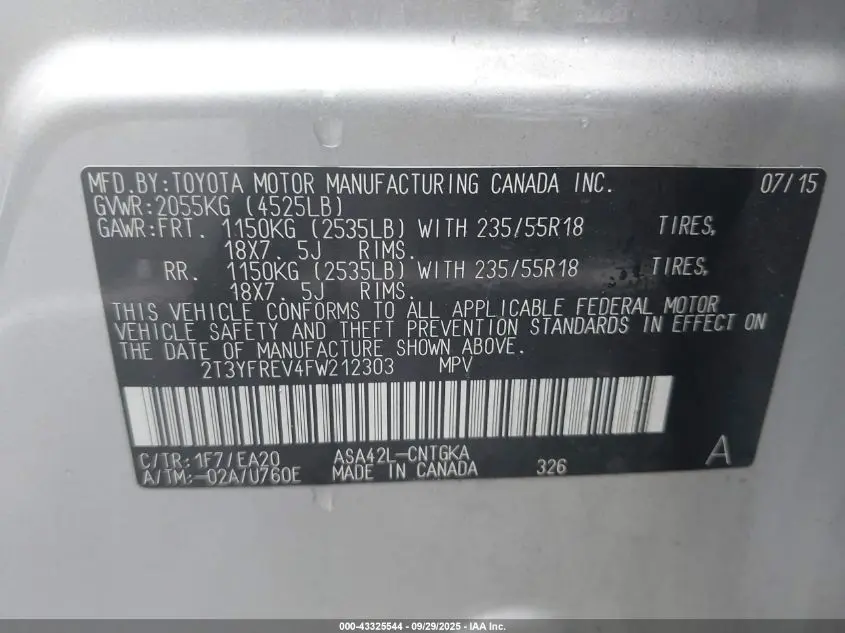 MFD.BY:TOYOTA MOTOR MANUFACTURING CANADA INC. 07/15
GVWR:2055KG (4525LB)
GAWR:FRT. 1150KG (2535LB) WITH 235/55R18 TIRES,
18X7. 5J RIMS.
RR. 1150KG (2535LB) WITH 235/55R18 TIRES,
18X7. 5J RIMS.
THIS VEHICLE CONFORMS TO ALL APPLICABLE FEDERAL MOTOR
VEHICLE SAFETY AND THEFT PREVENTION STANDARDS IN EFFECT ON
THE DATE OF MANUFACTURE SHOWN ABOVE.
2T3YFREV4FW212303 MPV
C/TR:1F7/EA20 ASA42L-CNTGKA A
A/TM:-02A/U760E MADE IN CANADA 326
000-43325544 - 09/29/2025 - IAA Inc.